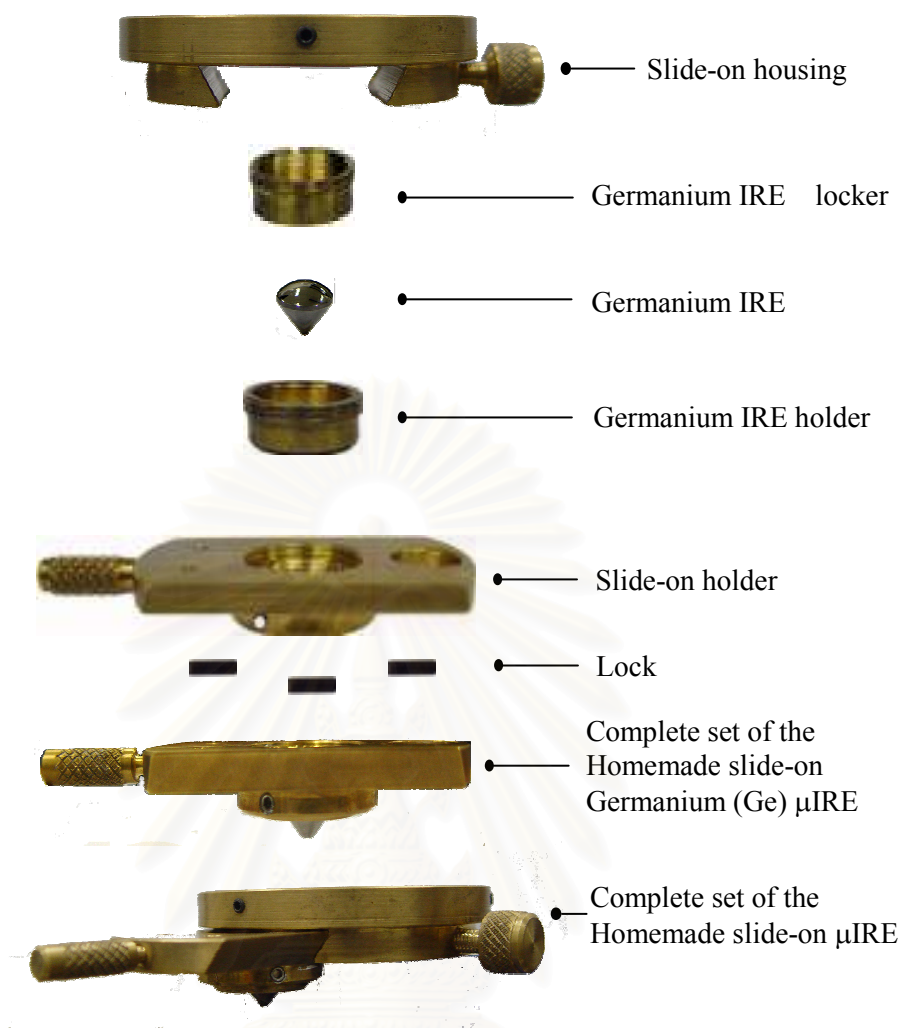 Slide-on housing
Germanium IRE locker
Germanium IRE
Germanium IRE holder
Slide-on holder
Lock
Complete set of the
Homemade slide-on
Germanium (Ge) μIRE
Complete set of the
Homemade slide-on μIRE